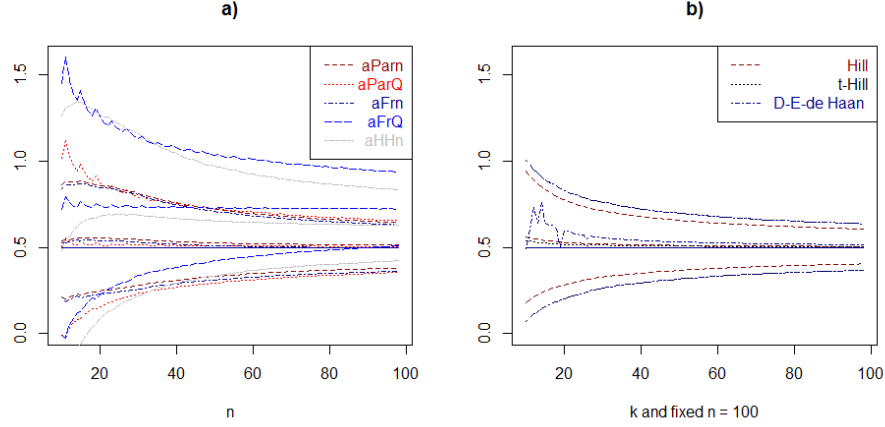 a)
1.5
1.0
0.5
0.0
aParn
aParQ
aFrn
aFrQ
aHHn
20
40
60
80
100
n
b)
1.5
1.0
0.5
0.0
Hill
t-Hill
D-E-de Haan
20
40
60
80
100
k and fixed n = 100